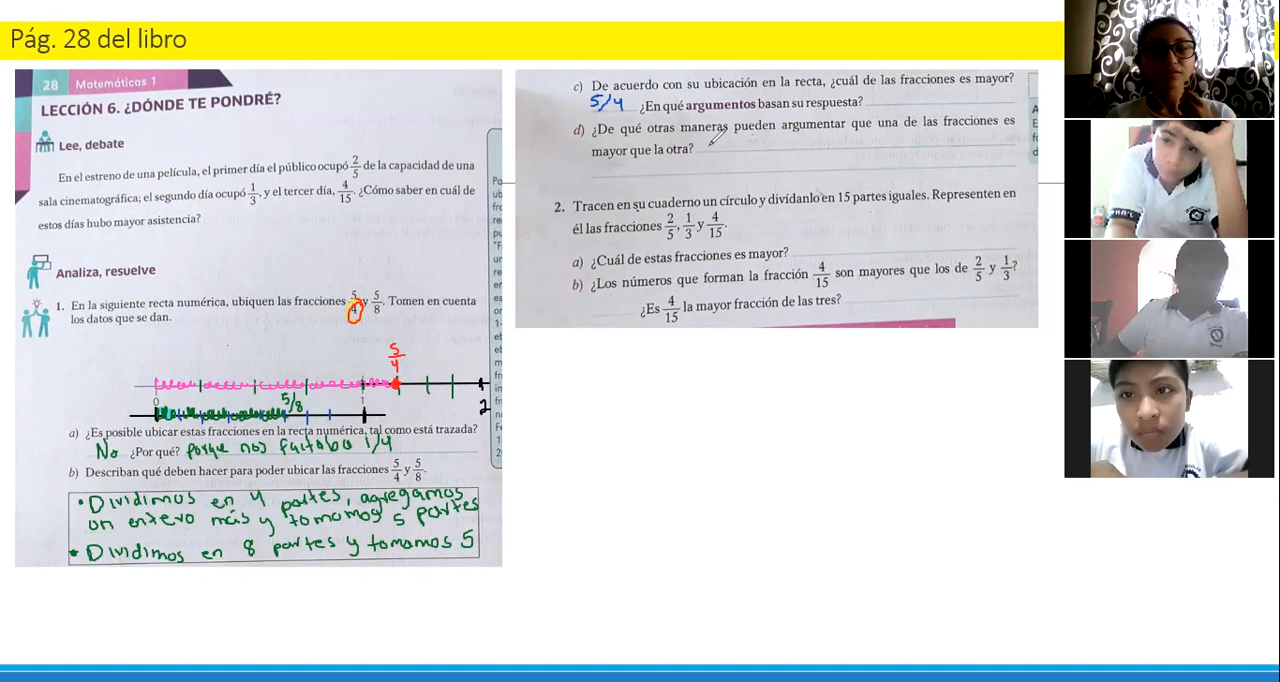 Pág. 28 del libro
28 Matemáticas 1
LECCIÓN 6. ¿DÓNDE TE PONDRÉ?
Lee, debate
En el estreno de una película, el primer día el público ocupó 2/5 de la capacidad de una
sala cinematográfica; el segundo día ocupó 1/3, y el tercer día, 4/15. ¿Cómo saber en cuál de
estos días hubo mayor asistencia?
Analiza, resuelve
1. En la siguiente recta numérica, ubiquen las fracciones 5/4 y 5/8. Tomen en cuenta
los datos que se dan.
5/4
0 1
5/8
1 2
a) ¿Es posible ubicar estas fracciones en la recta numérica, tal como está trazada?
No ¿Por qué? porque nos faltaba 1/4
b) Describan qué deben hacer para poder ubicar las fracciones 5/4 y 5/8.
• Dividimos en 4 partes, agregamos
un entero más y tomamos 5 partes
• Dividimos en 8 partes y tomamos 5
c) De acuerdo con su ubicación en la recta, ¿cuál de las fracciones es mayor?
5/4 ¿En qué argumentos basan su respuesta?
d) ¿De qué otras maneras pueden argumentar que una de las fracciones es
mayor que la otra?
2. Tracen en su cuaderno un círculo y divídanlo en 15 partes iguales. Representen en
él las fracciones 2/5, 1/3 y 4/15.
a) ¿Cuál de estas fracciones es mayor?
b) ¿Los números que forman la fracción 4/15 son mayores que los de 2/5 y 1/3?
¿Es 4/15 la mayor fracción de las tres?